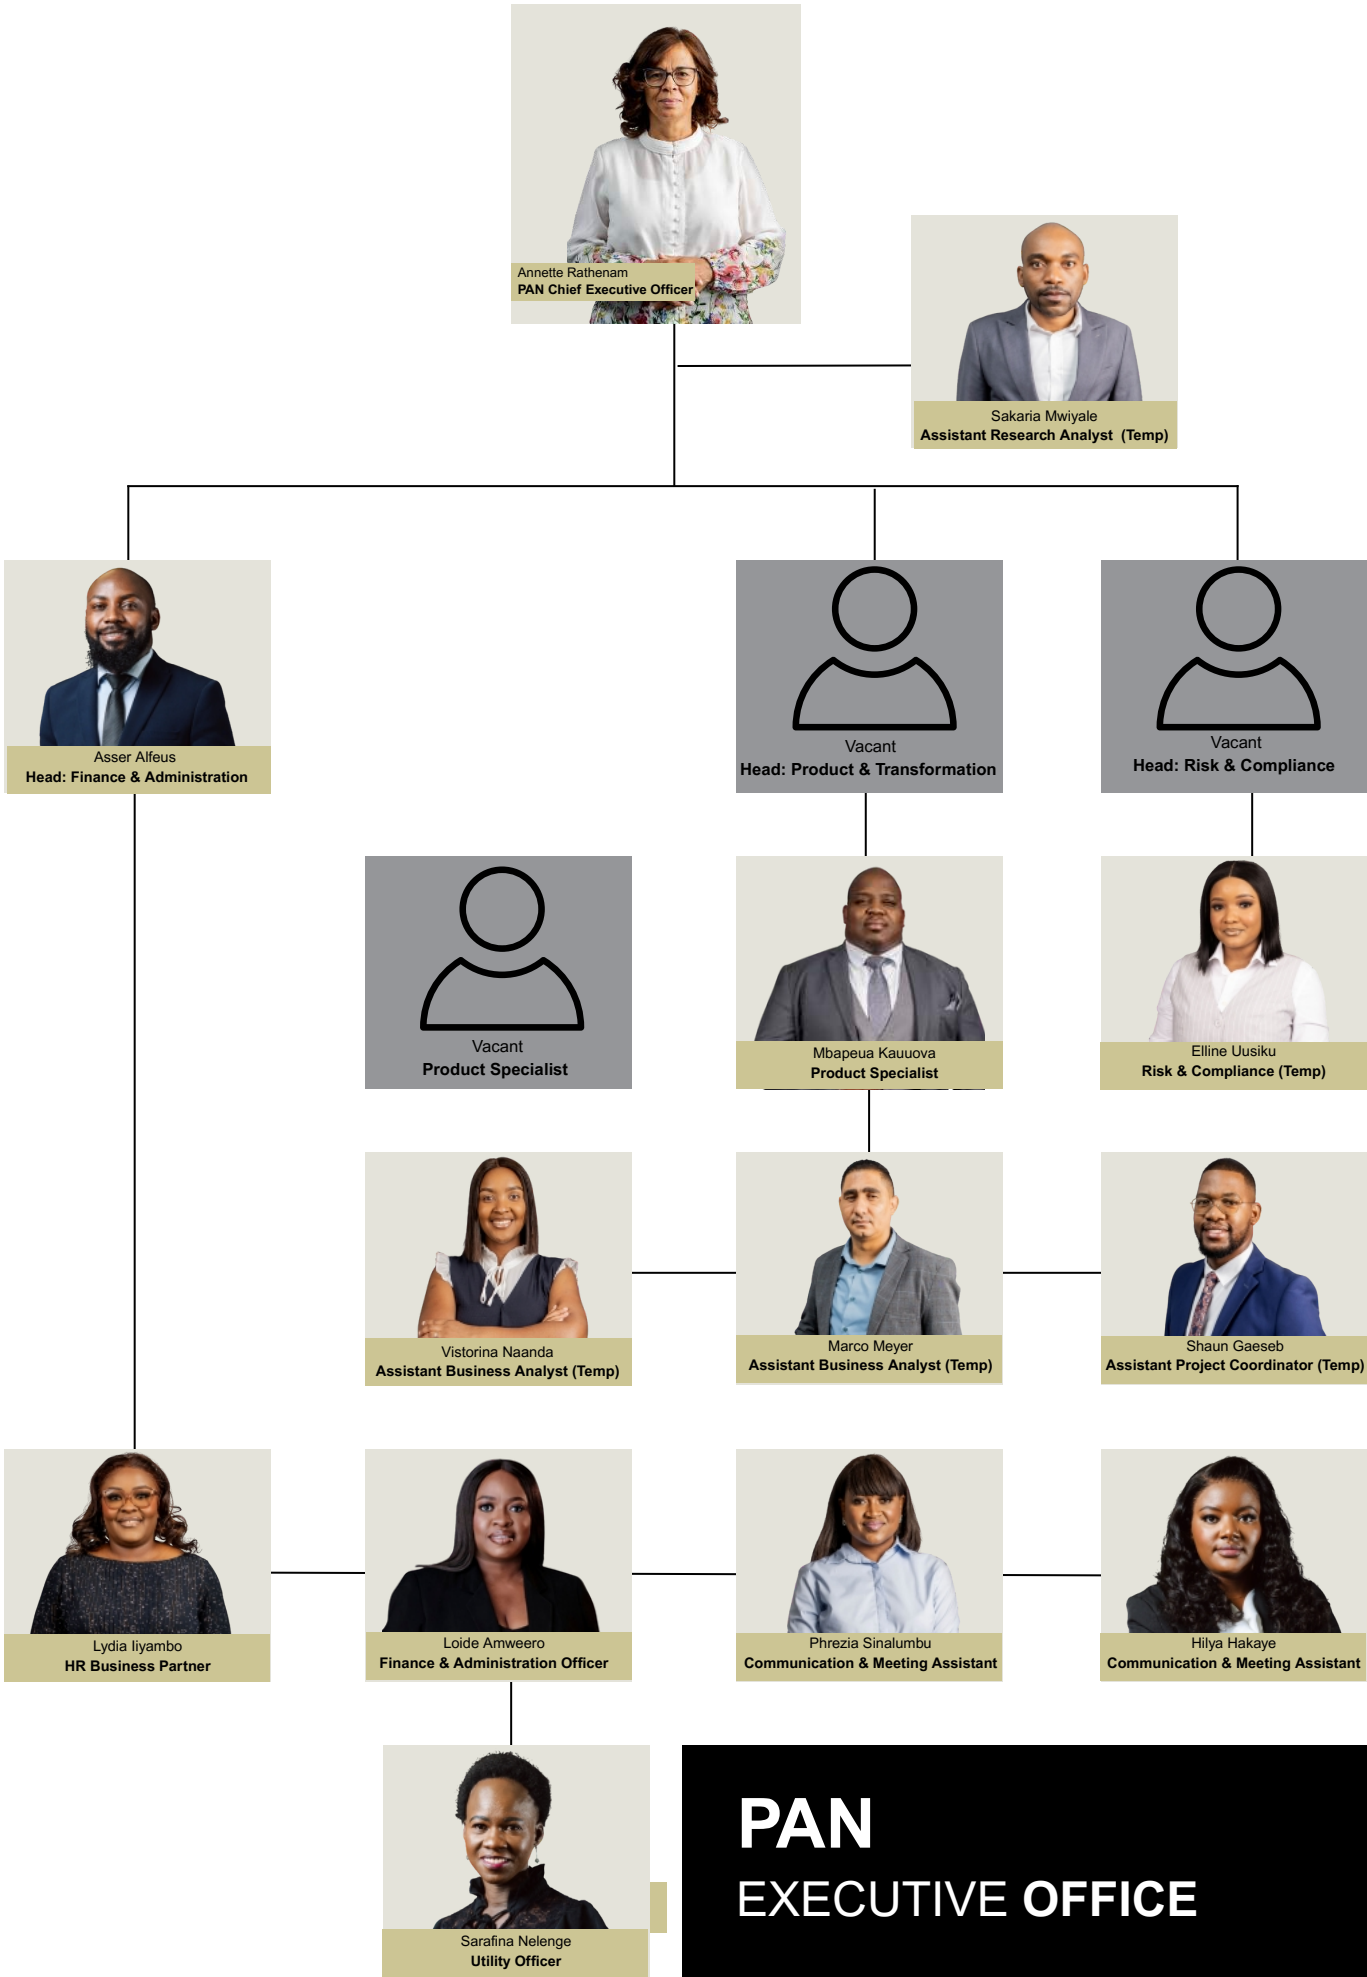 Annette Rathenam
PAN Chief Executive Officer
Sakaria Mwiyale
Assistant Research Analyst (Temp)
Asser Alfeus
Head: Finance & Administration
Vacant
Head: Product & Transformation
Vacant
Head: Risk & Compliance
Vacant
Product Specialist
Mbapeua Kauuova
Product Specialist
Elline Uusiku
Risk & Compliance (Temp)
Vistorina Naanda
Assistant Business Analyst (Temp)
Marco Meyer
Assistant Business Analyst (Temp)
Shaun Gaeseb
Assistant Project Coordinator (Temp)
Lydia Iiyambo
HR Business Partner
Loide Amweero
Finance & Administration Officer
Phrezia Sinalumbu
Communication & Meeting Assistant
Hilya Hakaye
Communication & Meeting Assistant
Sarafina Nelenge
Utility Officer
PAN
EXECUTIVE OFFICE